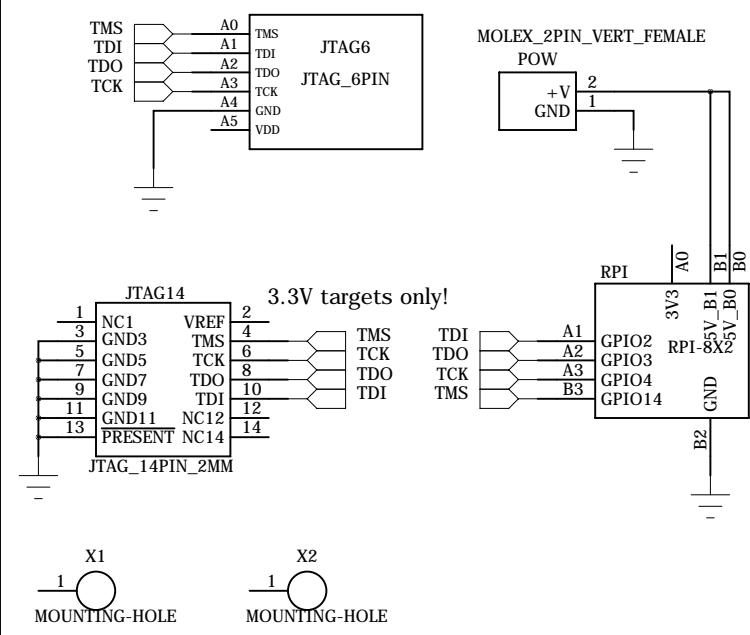 TMS
TDI
TDO
TCK
A0
A1
A2
A3
A4
A5
TMS
TDI
TDO
TCK
GND
VDD
JTAG6
JTAG_6PIN
MOLEX_2PIN_VERT_FEMALE
POW
+V
GND
2
1
JTAG14
3.3V targets only!
1
3
5
7
9
11
13
NC1
GND3
GND5
GND7
GND9
GND11
PRESENT
VREF
TMS
TCK
TDO
TDI
NC12
NC14
2
4
6
8
10
12
14
TMS
TCK
TDO
TDI
JTAG_14PIN_2MM
TDI
TDO
TCK
TMS
A1
A2
A3
B3
RPI
A0
B1
B0
3V3
5V_B1
5V_B0
GPIO2
GPIO3
GPIO4
GPIO14
RPI-8X2
GND
B2
X1
1
MOUNTING-HOLE
X2
1
MOUNTING-HOLE